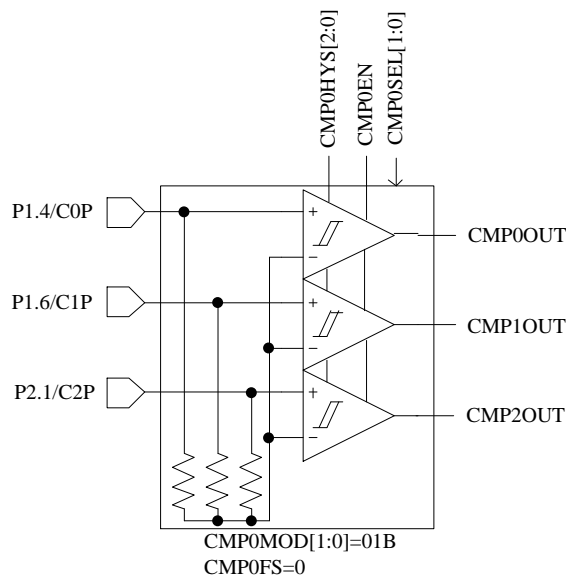 CMP0HYS[2:0]
CMP0EN
CMP0SEL[1:0]
P1.4/C0P
+
−
CMP0OUT
P1.6/C1P
+
−
CMP1OUT
P2.1/C2P
+
−
CMP2OUT
CMP0MOD[1:0]=01B
CMP0FS=0